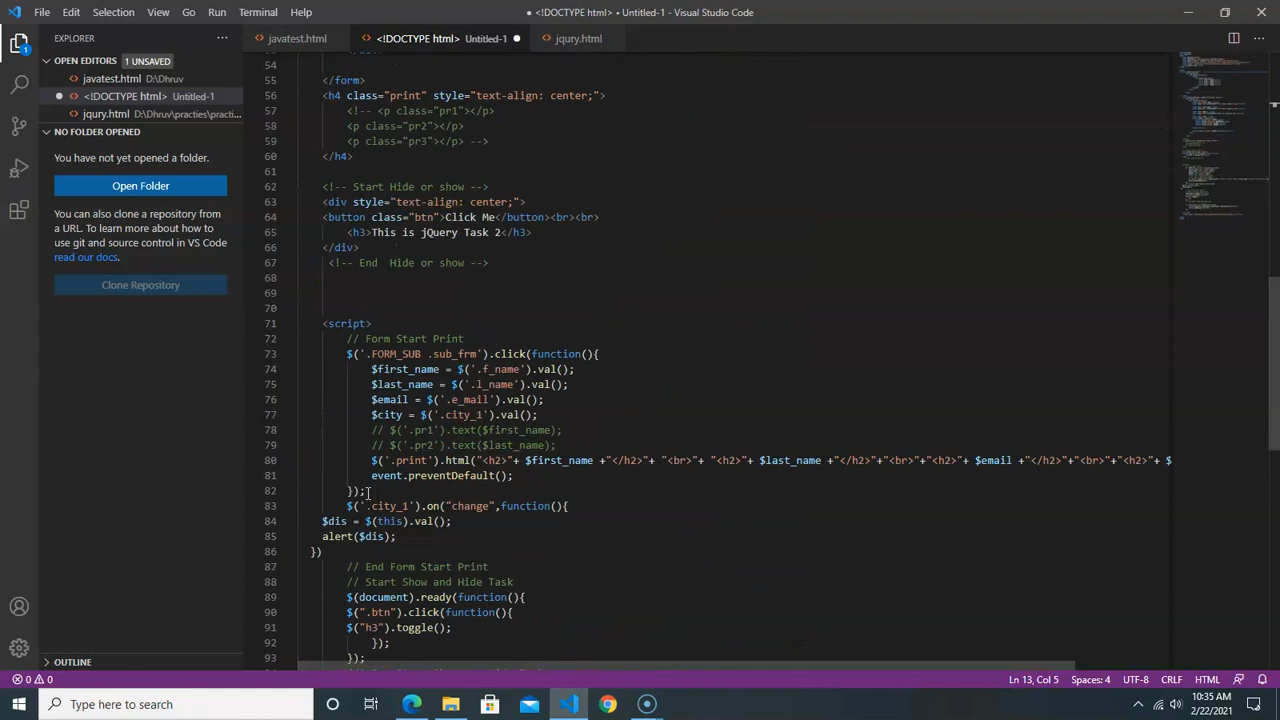 File Edit Selection View Go Run Terminal Help
● <!DOCTYPE html> • Untitled-1 - Visual Studio Code
EXPLORER
javatest.html
<!DOCTYPE html> Untitled-1
jqury.html
OPEN EDITORS 1 UNSAVED
javatest.html D:\Dhruv
<!DOCTYPE html> Untitled-1
jqury.html D:\Dhruv\practies\practi...
NO FOLDER OPENED
You have not yet opened a folder.
Open Folder
You can also clone a repository from
a URL. To learn more about how to
use git and source control in VS Code
read our docs.
Clone Repository
OUTLINE
54
55 </form>
56 <h4 class="print" style="text-align: center;">
57 <!-- <p class="pr1"></p>
58 <p class="pr2"></p>
59 <p class="pr3"></p> -->
60 </h4>
61
62 <!-- Start Hide or show -->
63 <div style="text-align: center;">
64 <button class="btn">Click Me</button><br><br>
65 <h3>This is jQuery Task 2</h3>
66 </div>
67 <!-- End  Hide or show -->
68
69
70
71 <script>
72 // Form Start Print
73 $('.FORM_SUB .sub_frm').click(function(){
74 $first_name = $('.f_name').val();
75 $last_name = $('.l_name').val();
76 $email = $('.e_mail').val();
77 $city = $('.city_1').val();
78 // $('.pr1').text($first_name);
79 // $('.pr2').text($last_name);
80 $('.print').html("<h2>"+ $first_name +"</h2>"+ "<br>"+ "<h2>"+ $last_name +"</h2>"+"<br>"+"<h2>"+ $email +"</h2>"+"<br>"+"<h2>"+ $
81 event.preventDefault();
82 });
83 $('.city_1').on("change",function(){
84 $dis = $(this).val();
85 alert($dis);
86 })
87 // End Form Start Print
88 // Start Show and Hide Task
89 $(document).ready(function(){
90 $(".btn").click(function(){
91 $("h3").toggle();
92 });
93 });
0 0
Ln 13, Col 5 Spaces: 4 UTF-8 CRLF HTML
Type here to search
10:35 AM
2/22/2021